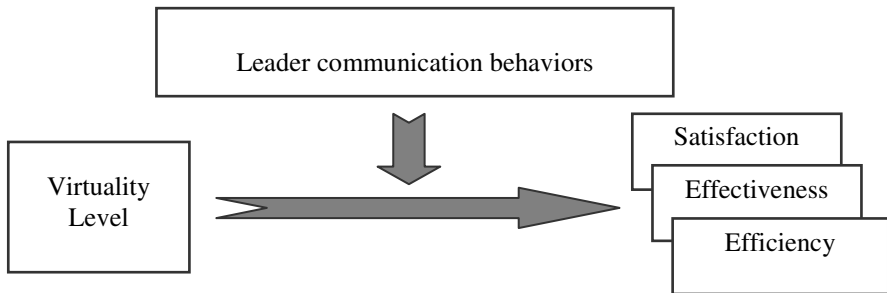 Leader communication behaviors
Virtuality
Level
Satisfaction
Effectiveness
Efficiency